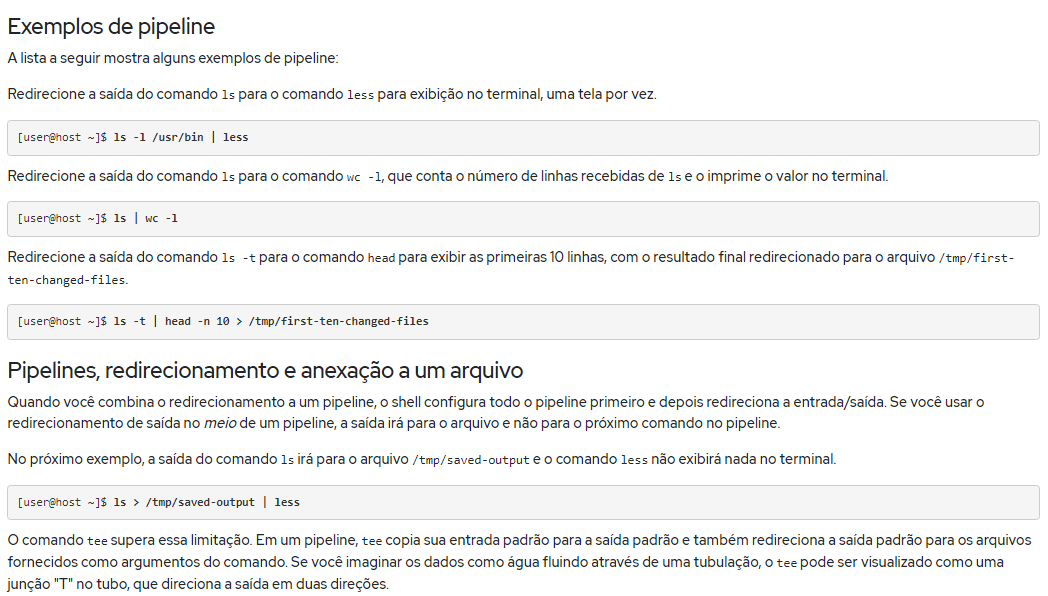 Exemplos de pipeline
A lista a seguir mostra alguns exemplos de pipeline:
Redirecione a saída do comando ls para o comando less para exibição no terminal, uma tela por vez.
[user@host ~]$ ls -l /usr/bin | less
Redirecione a saída do comando ls para o comando wc -l, que conta o número de linhas recebidas de ls e o imprime o valor no terminal.
[user@host ~]$ ls | wc -l
Redirecione a saída do comando ls -t para o comando head para exibir as primeiras 10 linhas, com o resultado final redirecionado para o arquivo /tmp/first-
ten-changed-files.
[user@host ~]$ ls -t | head -n 10 > /tmp/first-ten-changed-files
Pipelines, redirecionamento e anexação a um arquivo
Quando você combina o redirecionamento a um pipeline, o shell configura todo o pipeline primeiro e depois redireciona a entrada/saída. Se você usar o
redirecionamento de saída no meio de um pipeline, a saída irá para o arquivo e não para o próximo comando no pipeline.
No próximo exemplo, a saída do comando ls irá para o arquivo /tmp/saved-output e o comando less não exibirá nada no terminal.
[user@host ~]$ ls > /tmp/saved-output | less
O comando tee supera essa limitação. Em um pipeline, tee copia sua entrada padrão para a saída padrão e também redireciona a saída padrão para os arquivos
fornecidos como argumentos do comando. Se você imaginar os dados como água fluindo através de uma tubulação, o tee pode ser visualizado como uma
junção "T" no tubo, que direciona a saída em duas direções.